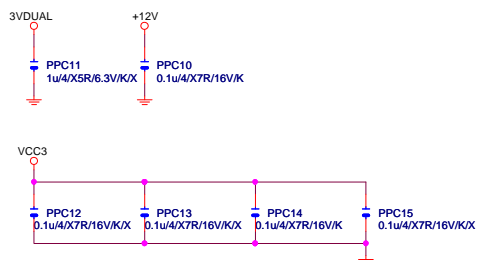 3VDUAL +12V
PPC11 PPC10
1u/4/X5R/6.3V/K/X 0.1u/4/X7R/16V/K
VCC3
PPC12 PPC13 PPC14 PPC15
0.1u/4/X7R/16V/K/X 0.1u/4/X7R/16V/K/X 0.1u/4/X7R/16V/K 0.1u/4/X7R/16V/K/X